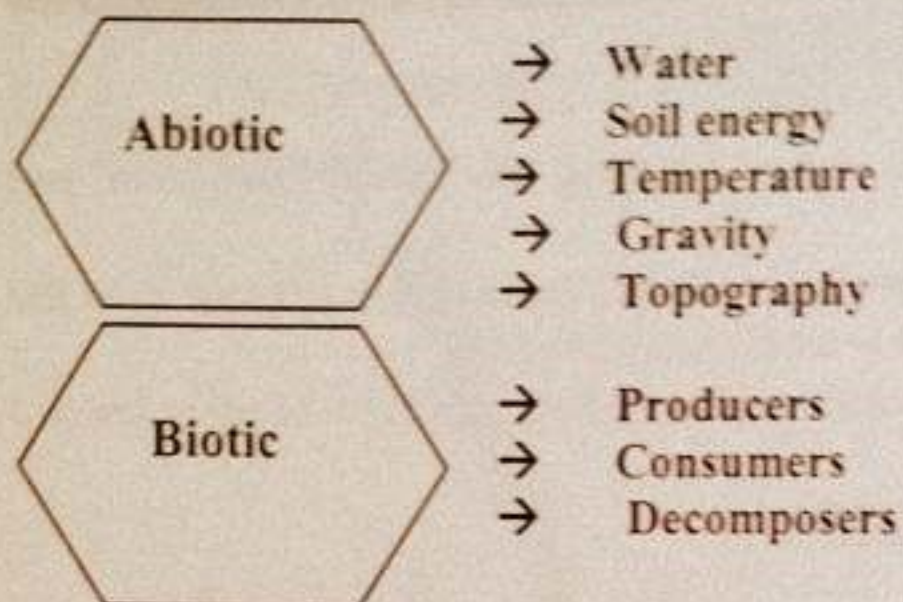 Abiotic
→ Water
→ Soil energy
→ Temperature
→ Gravity
→ Topography
Biotic
→ Producers
→ Consumers
→ Decomposers